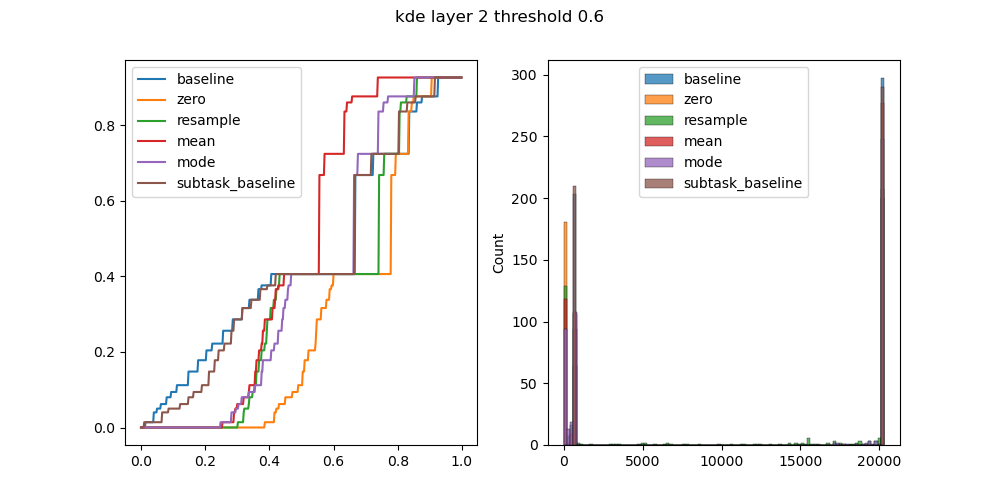 kde layer 2 threshold 0.6
baseline
zero
resample
mean
mode
subtask_baseline
0.8
0.6
0.4
0.2
0.0
0.0 0.2 0.4 0.6 0.8 1.0
baseline
zero
resample
mean
mode
subtask_baseline
Count
300
250
200
150
100
50
0
0 5000 10000 15000 20000